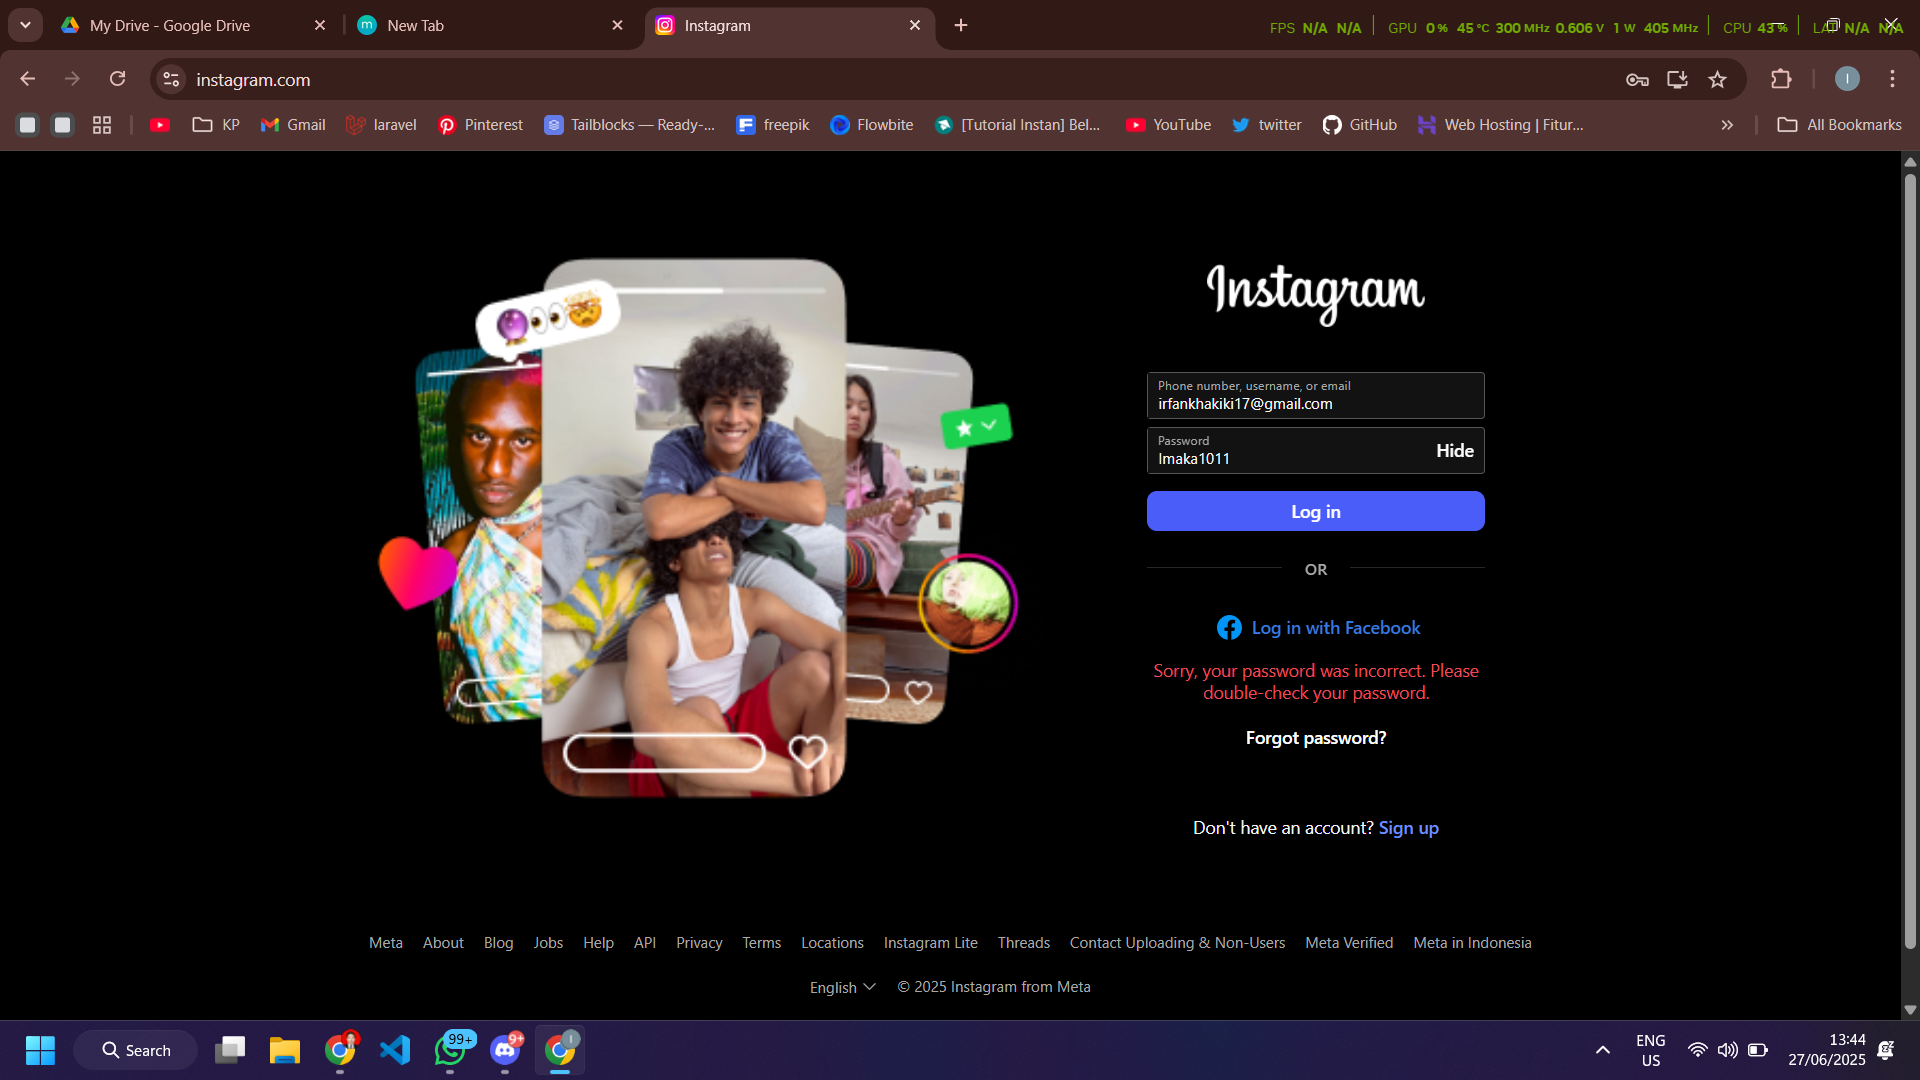 My Drive - Google Drive
New Tab
Instagram
FPS N/A N/A GPU 0 % 45 °C 300 MHz 0.606 V 1 W 405 MHz CPU 43 % LAT N/A N/A
instagram.com
KP Gmail laravel Pinterest Tailblocks — Ready-... freepik Flowbite [Tutorial Instan] Bel... YouTube twitter GitHub Web Hosting | Fitur... » All Bookmarks
Instagram
Phone number, username, or email
irfankhakiki17@gmail.com
Password
Imaka1011
Hide
Log in
OR
Log in with Facebook
Sorry, your password was incorrect. Please
double-check your password.
Forgot password?
Don't have an account? Sign up
Meta About Blog Jobs Help API Privacy Terms Locations Instagram Lite Threads Contact Uploading & Non-Users Meta Verified Meta in Indonesia
English © 2025 Instagram from Meta
Search
99+
9+
ENG
US
13:44
27/06/2025